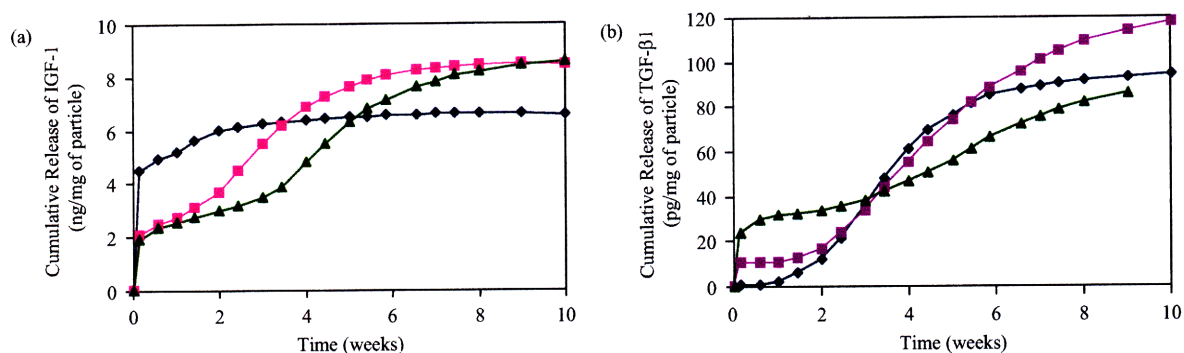 (a)
Cumulative Release of IGF-1
(ng/mg of particle)
10
8
6
4
2
0
0 2 4 6 8 10
Time (weeks)
(b)
Cumulative Release of TGF-β1
(pg/mg of particle)
120
100
80
60
40
20
0
0 2 4 6 8 10
Time (weeks)